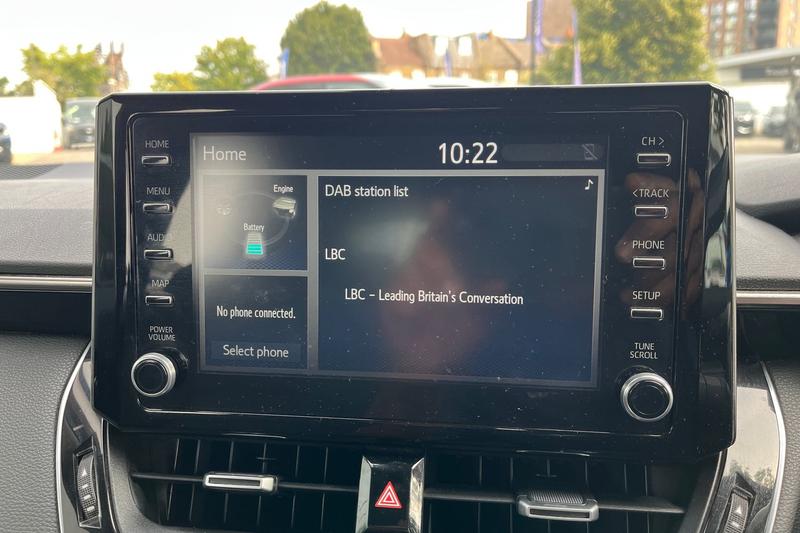 HOME
MENU
AUDIO
MAP
POWER
VOLUME
Home
10:22
Engine
Battery
No phone connected.
Select phone
DAB station list
LBC
LBC – Leading Britain's Conversation
CH >
< TRACK
PHONE
SETUP
TUNE
SCROLL